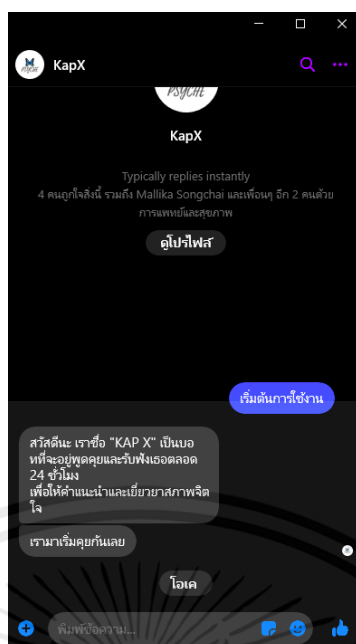 KapX
PSYCHE
KapX
Typically replies instantly
4 คนถูกใจสิ่งนี้ รวมถึง Mallika Songchai และเพื่อนๆ อีก 2 คนด้วย
การแพทย์และสุขภาพ
ดูโปรไฟล์
เริ่มต้นการใช้งาน
สวัสดีนะ เราชื่อ "KAP X" เป็นบอ
ทที่จะอยู่พูดคุยและรับฟังเธอตลอด
24 ชั่วโมง
เพื่อให้คำแนะนำและเยียวยาสภาพจิต
ใจ
เรามาเริ่มคุยกันเลย
โอเค
พิมพ์ข้อความ...